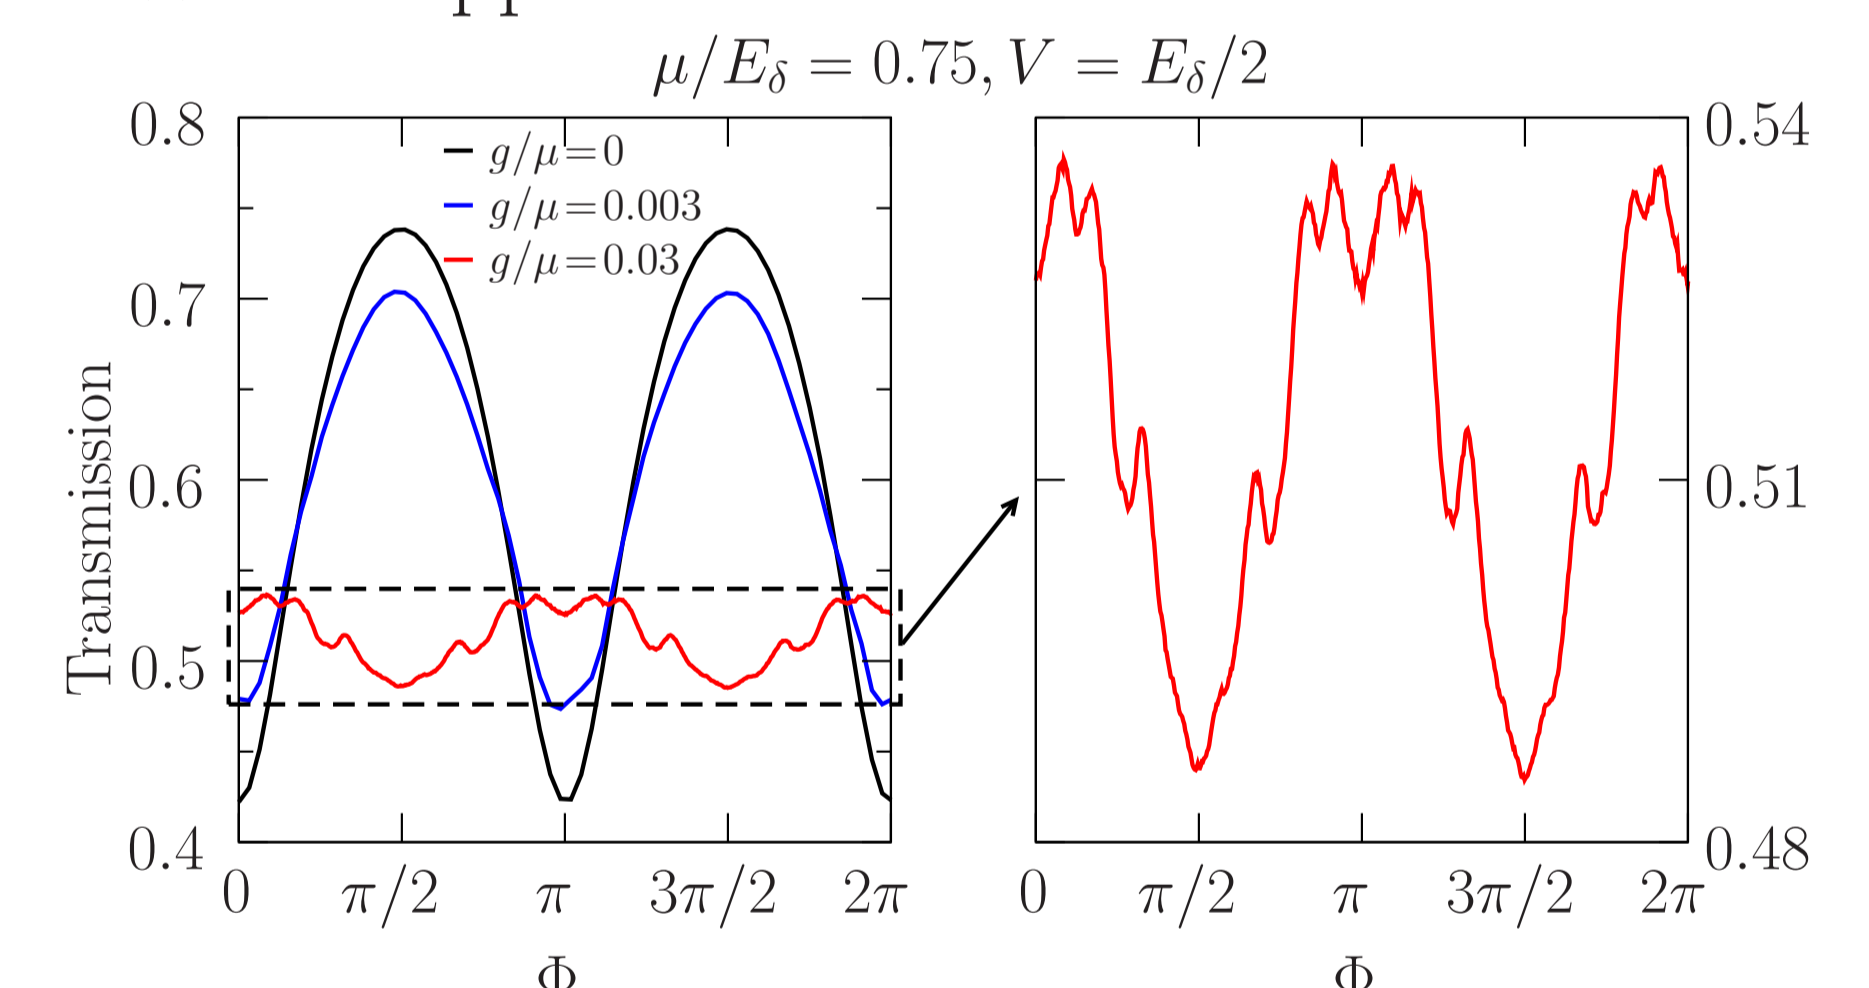 μ/E_δ = 0.75, V = E_δ/2
0.8
0.7
0.6
0.5
0.4
Transmission
g/μ=0
g/μ=0.003
g/μ=0.03
0 π/2 π 3π/2 2π
Φ
0.54
0.51
0.48
0 π/2 π 3π/2 2π
Φ